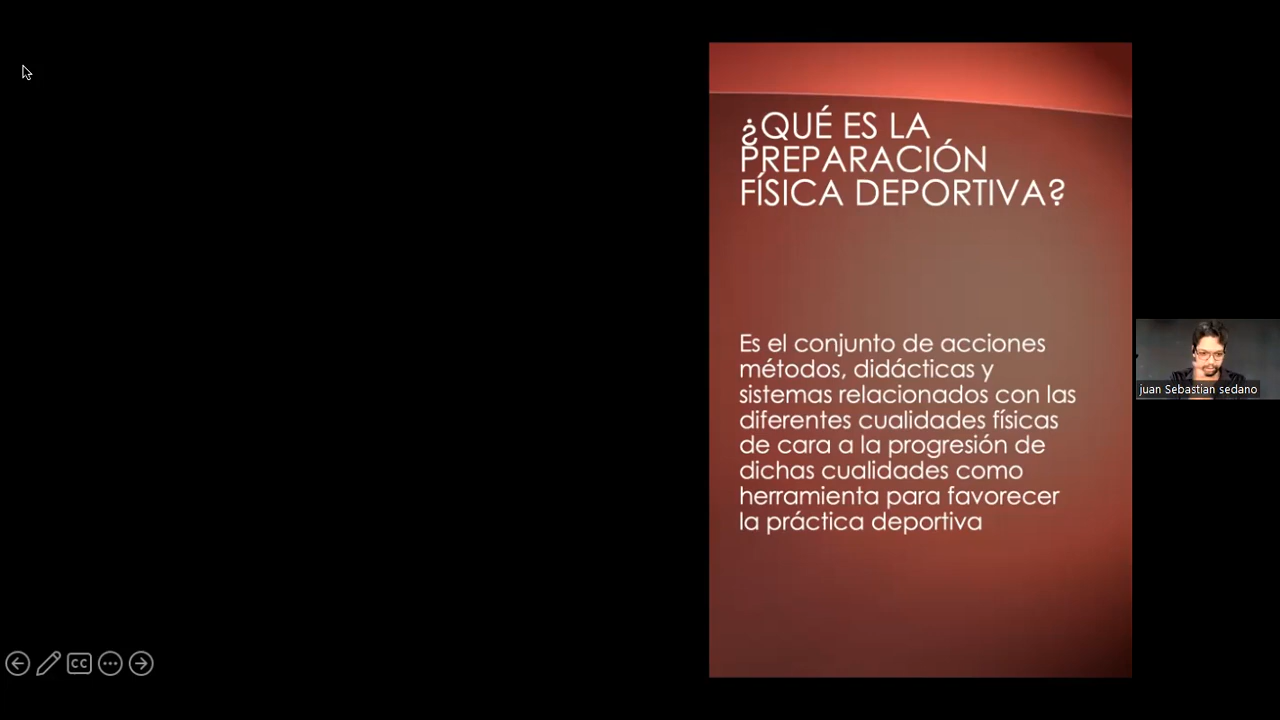 ¿QUÉ ES LA
PREPARACIÓN
FÍSICA DEPORTIVA?
Es el conjunto de acciones
métodos, didácticas y
sistemas relacionados con las
diferentes cualidades físicas
de cara a la progresión de
dichas cualidades como
herramienta para favorecer
la práctica deportiva
juan Sebastian sedano
CC